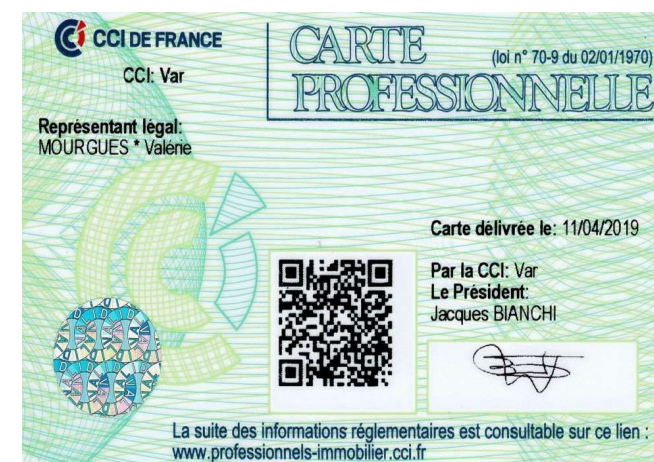 CCI DE FRANCE
CCI: Var
CARTE
PROFESSIONNELLE
(loi n° 70-9 du 02/01/1970)
Représentant légal:
MOURGUES * Valérie
Carte délivrée le: 11/04/2019
Par la CCI: Var
Le Président:
Jacques BIANCHI
La suite des informations réglementaires est consultable sur ce lien :
www.professionnels-immobilier.cci.fr